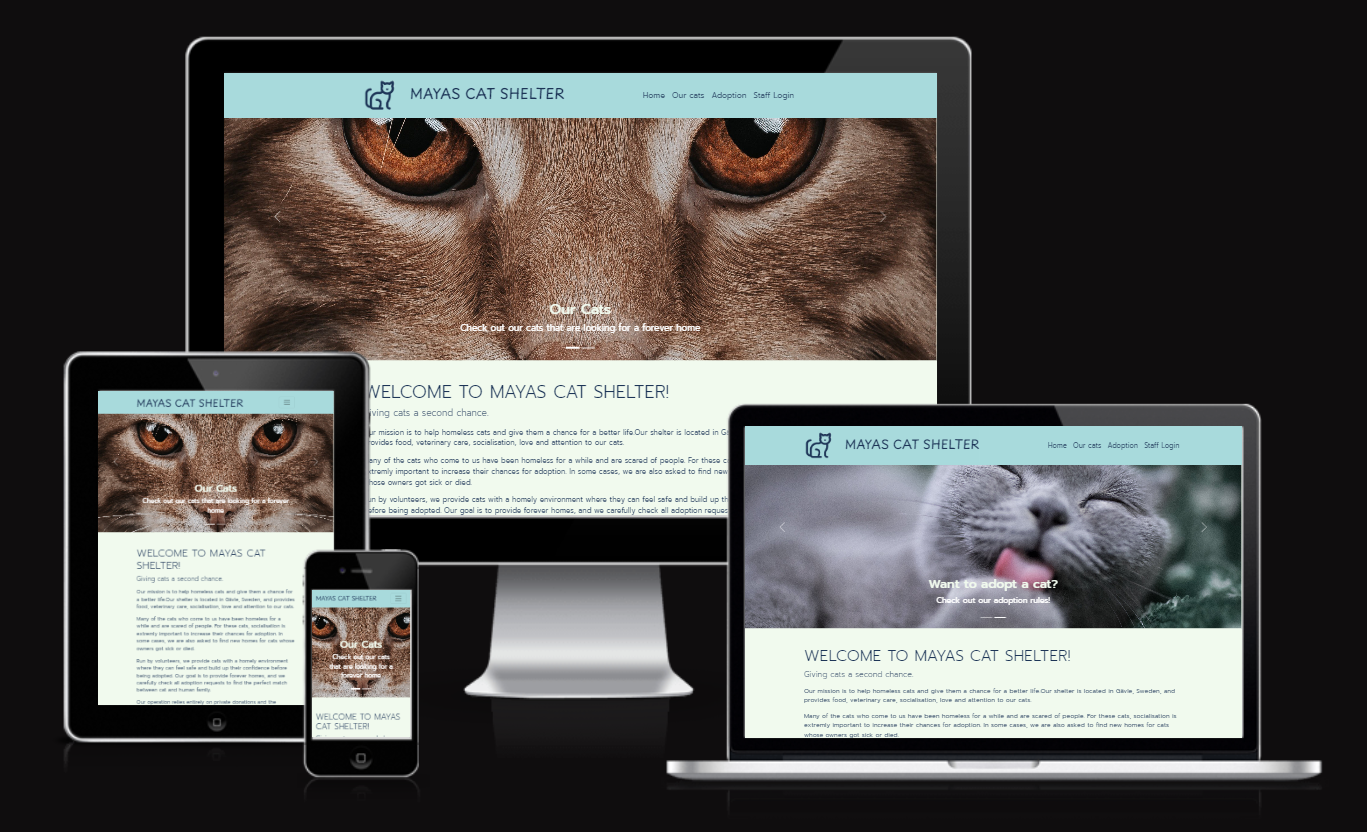 MAYAS CAT SHELTER
Home Our cats Adoption Staff Login
Our Cats
Check out our cats that are looking for a forever home
WELCOME TO MAYAS CAT SHELTER!
iving cats a second chance.
ur mission is to help homeless cats and give them a chance for a better life.Our shelter is located in Gä
rovides food, veterinary care, socialisation, love and attention to our cats.
any of the cats who come to us have been homeless for a while and are scared of people. For these c
xtremly important to increase their chances for adoption. In some cases, we are also asked to find new
hose owners got sick or died.
un by volunteers, we provide cats with a homely environment where they can feel safe and build up th
efore being adopted. Our goal is to provide forever homes, and we carefully check all adoption reques
MAYAS CAT SHELTER
Our Cats
Check out our cats that are looking for a forever
home
WELCOME TO MAYAS CAT
SHELTER!
Giving cats a second chance.
Our mission is to help homeless cats and give them a chance for
a better life.Our shelter is located in Gävle, Sweden, and provides
food, veterinary care, socialisation, love and attention to our cats.
Many of the cats who come to us have been homeless for a
while and are scared of people. For these cats, socialisation is
extremly important to increase their chances for adoption. In
some cases, we are also asked to find new homes for cats whose
owners got sick or died.
Run by volunteers, we provide cats with a homely environment
where they can feel safe and build up their confidence before
being adopted. Our goal is to provide forever homes, and we
carefully check all adoption requests to find the perfect match
between cat and human family.
Our operation relies entirely on private donations and the
MAYAS CAT SHELTER
Our Cats
Check out our cats
that are looking for a
forever home
WELCOME TO MAYAS
CAT SHELTER!
MAYAS CAT SHELTER
Home Our cats Adoption Staff Login
Want to adopt a cat?
Check out our adoption rules!
WELCOME TO MAYAS CAT SHELTER!
Giving cats a second chance.
Our mission is to help homeless cats and give them a chance for a better life.Our shelter is located in Gävle, Sweden, and
provides food, veterinary care, socialisation, love and attention to our cats.
Many of the cats who come to us have been homeless for a while and are scared of people. For these cats, socialisation is
extremly important to increase their chances for adoption. In some cases, we are also asked to find new homes for cats
whose owners got sick or died.